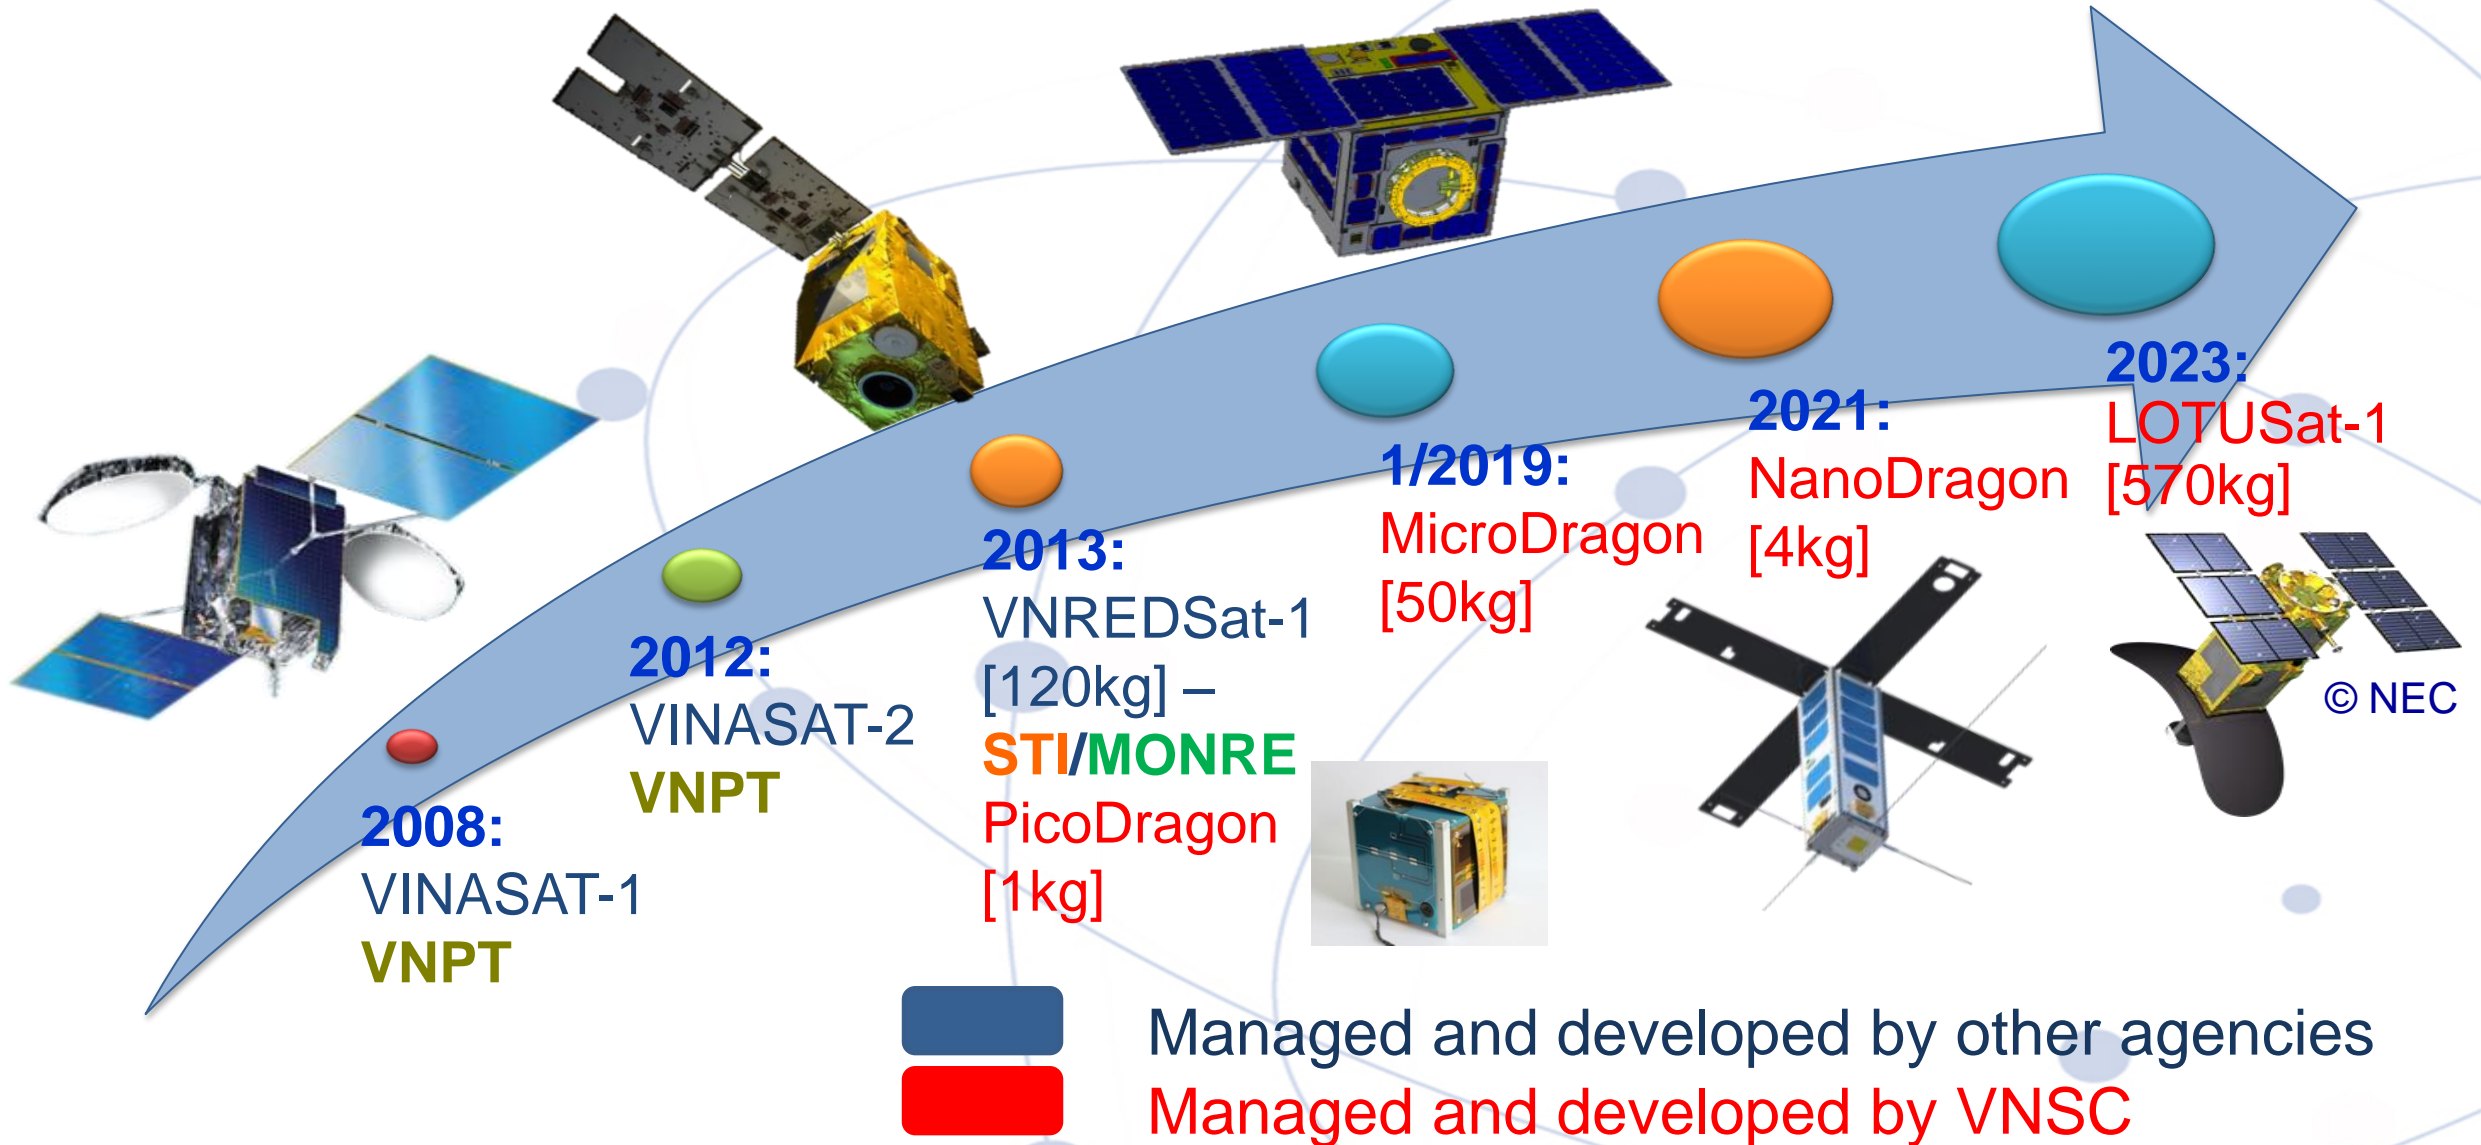 2008:
VINASAT-1
VNPT
2012:
VINASAT-2
VNPT
2013:
VNREDSat-1
[120kg] –
STI/MONRE
PicoDragon
[1kg]
1/2019:
MicroDragon
[50kg]
2021:
NanoDragon
[4kg]
2023:
LOTUSat-1
[570kg]
© NEC
Managed and developed by other agencies
Managed and developed by VNSC